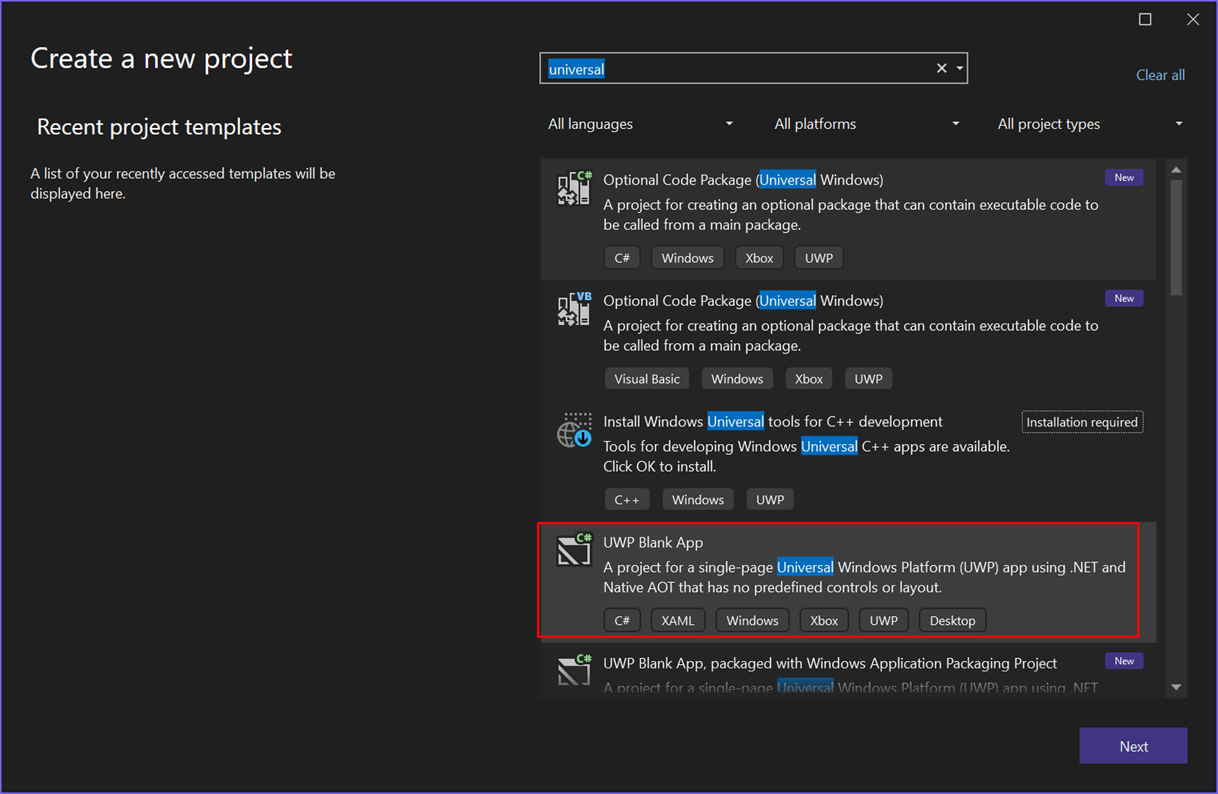 Create a new project
universal
Clear all
Recent project templates
A list of your recently accessed templates will be
displayed here.
All languages
All platforms
All project types
C#
Optional Code Package (Universal Windows)
New
A project for creating an optional package that can contain executable code to
be called from a main package.
C#
Windows
Xbox
UWP
VB
Optional Code Package (Universal Windows)
New
A project for creating an optional package that can contain executable code to
be called from a main package.
Visual Basic
Windows
Xbox
UWP
Install Windows Universal tools for C++ development
Installation required
Tools for developing Windows Universal C++ apps are available.
Click OK to install.
C++
Windows
UWP
C#
UWP Blank App
A project for a single-page Universal Windows Platform (UWP) app using .NET and
Native AOT that has no predefined controls or layout.
C#
XAML
Windows
Xbox
UWP
Desktop
C#
UWP Blank App, packaged with Windows Application Packaging Project
New
A project for a single-page Universal Windows Platform (UWP) app using .NET
Next